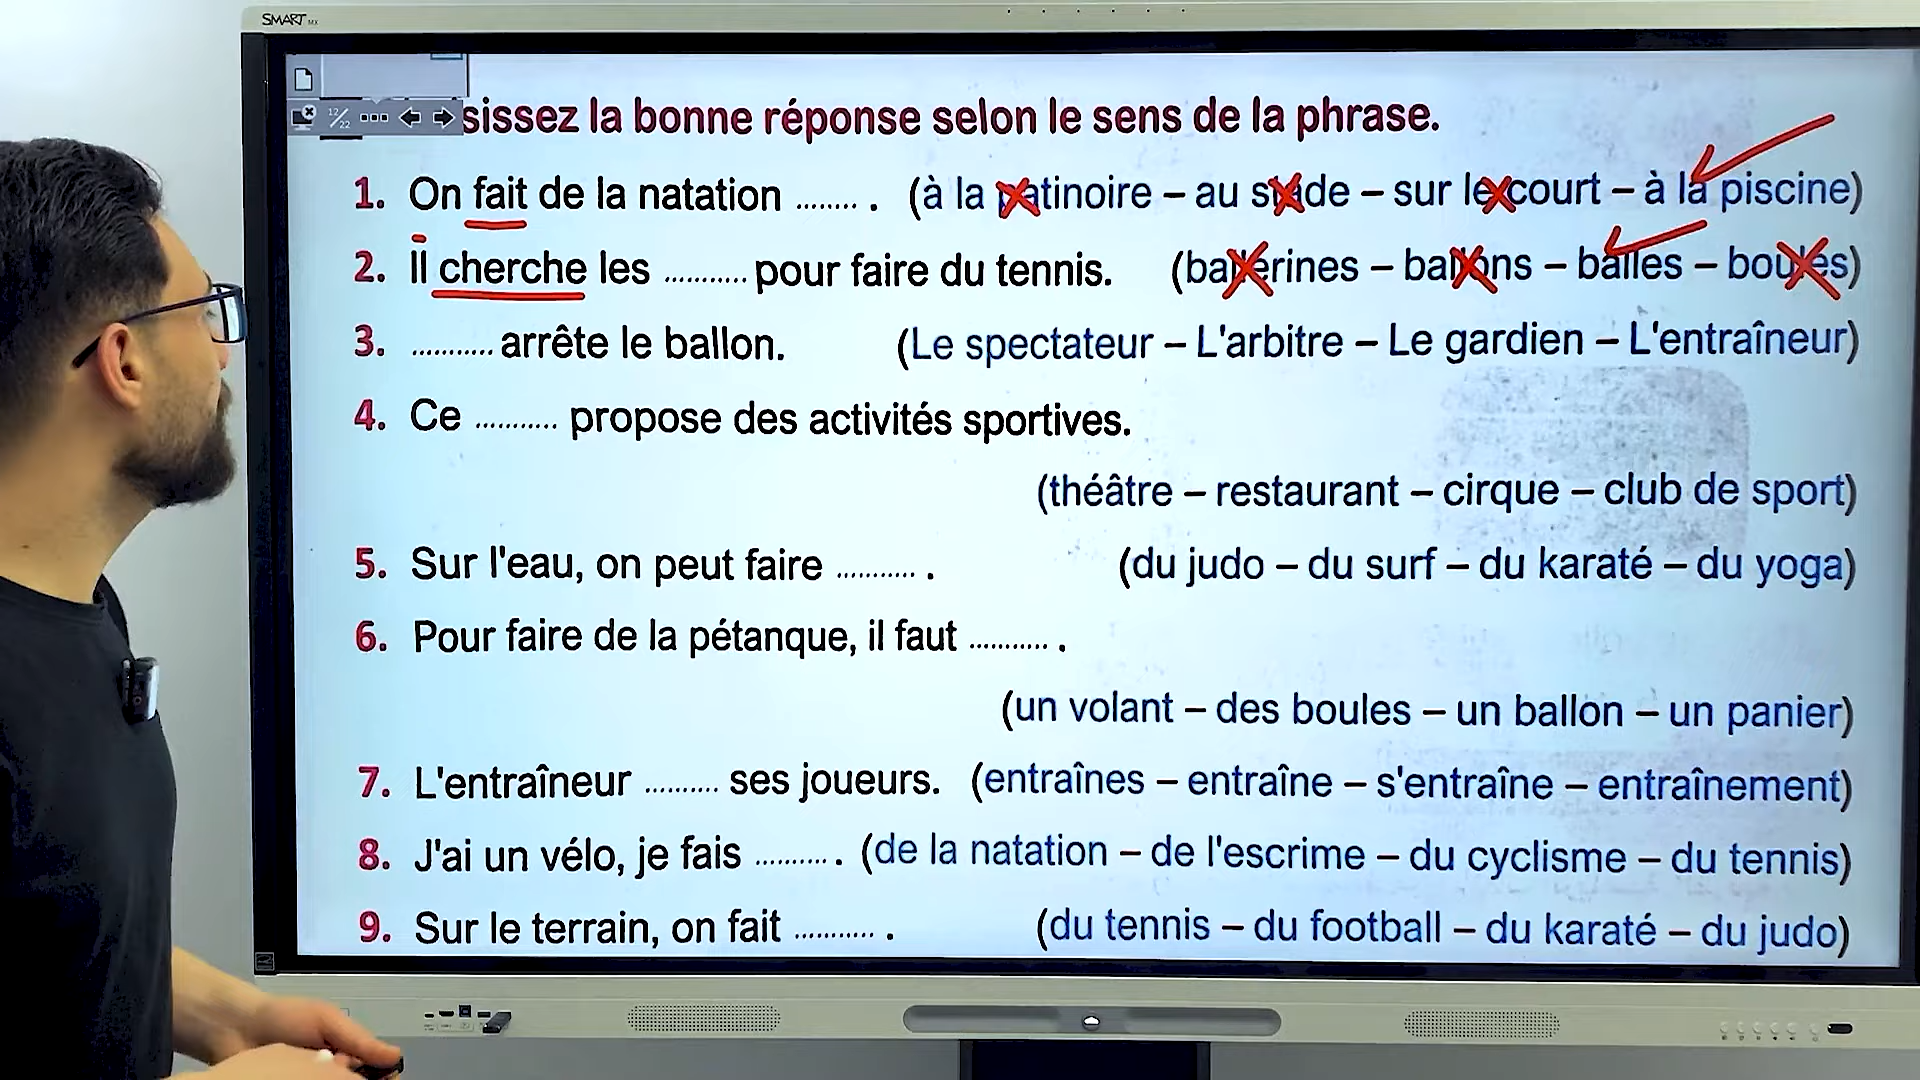 SMART MX
12/22
sissez la bonne réponse selon le sens de la phrase.
1. On fait de la natation ........ . (à la patinoire – au stade – sur le court – à la piscine)
2. Il cherche les ........... pour faire du tennis. (ballerines – ballons – balles – boules)
3. ........... arrête le ballon. (Le spectateur – L'arbitre – Le gardien – L'entraîneur)
4. Ce ........... propose des activités sportives.
(théâtre – restaurant – cirque – club de sport)
5. Sur l'eau, on peut faire ........... . (du judo – du surf – du karaté – du yoga)
6. Pour faire de la pétanque, il faut ........... .
(un volant – des boules – un ballon – un panier)
7. L'entraîneur .......... ses joueurs. (entraînes – entraîne – s'entraîne – entraînement)
8. J'ai un vélo, je fais .......... . (de la natation – de l'escrime – du cyclisme – du tennis)
9. Sur le terrain, on fait ........... . (du tennis – du football – du karaté – du judo)